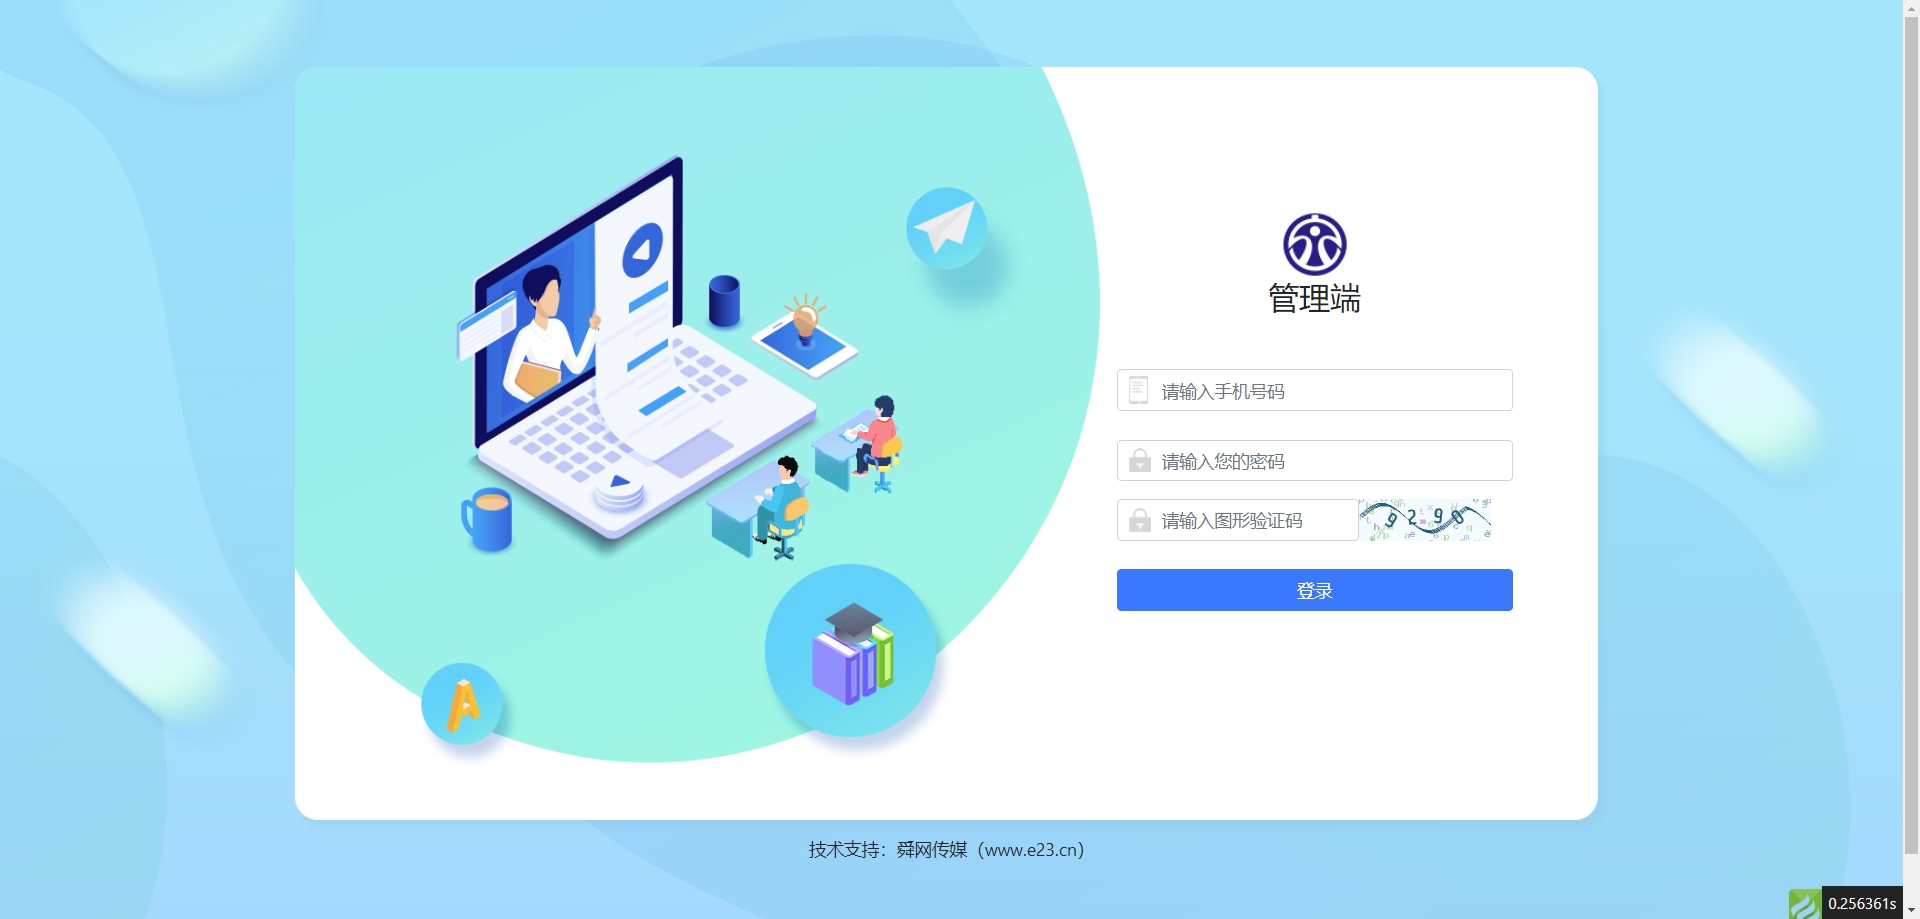 管理端
请输入手机号码
请输入您的密码
请输入图形验证码
9290
登录
技术支持：舜网传媒（www.e23.cn）
0.256361s